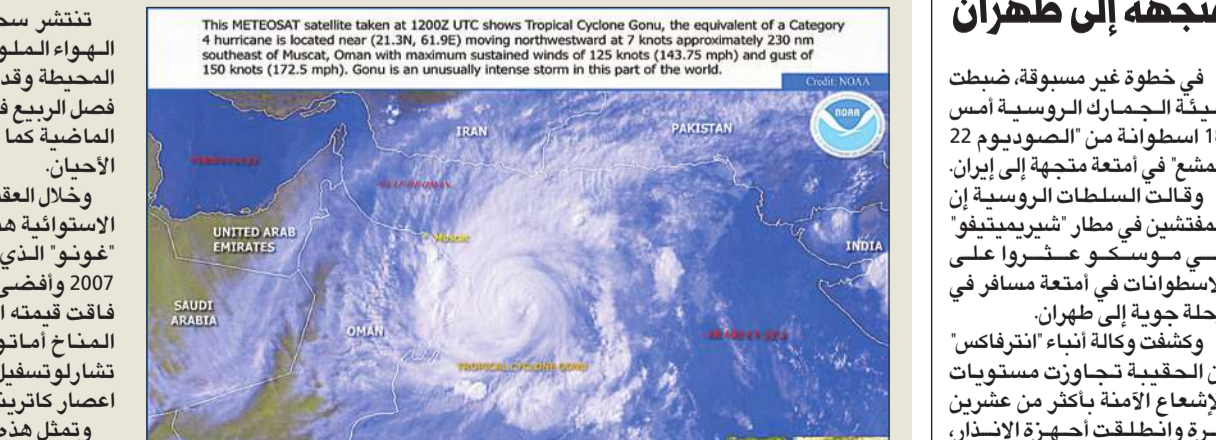 متجهة إلى طهران
في خطوة غير مسبوقة، ضبطت
هيئة الجمارك الروسية أمس
18 اسطوانة من "الصوديوم 22
المشع" في أمتعة متجهة إلى إيران.
وقالت السلطات الروسية إن
المفتشين في مطار "شيريميتيفو"
في موسكو عثروا على
الاسطوانات في أمتعة مسافر في
رحلة جوية إلى طهران.
وكشفت وكالة أنباء "انترفاكس"
أن الحقيبة تجاوزت مستويات
الإشعاع الآمنة بأكثر من عشرين
مرة وانطلقت أجهزة الانذار،
This METEOSAT satellite taken at 1200Z UTC shows Tropical Cyclone Gonu, the equivalent of a Category
4 hurricane is located near (21.3N, 61.9E) moving northwestward at 7 knots approximately 230 nm
southeast of Muscat, Oman with maximum sustained winds of 125 knots (143.75 mph) and gust of
150 knots (172.5 mph). Gonu is an unusually intense storm in this part of the world.
Credit: NOAA
NOAA
IRAN
PAKISTAN
PERSIAN GULF
GULF OF OMAN
UNITED ARAB
EMIRATES
Muscat
INDIA
SAUDI
ARABIA
OMAN
ARABIAN SEA
TROPICAL CYCLONE GONU
تنتشر
الهواء
المحيطة
فصل الربيع
الماضية كما
الأحيان.
وخلال
الاستوائية
"غونو" الذي
2007 وأفضى
فاقت قيمته
المناخ
تشارلوتسفيل
اعصار
وتمثل